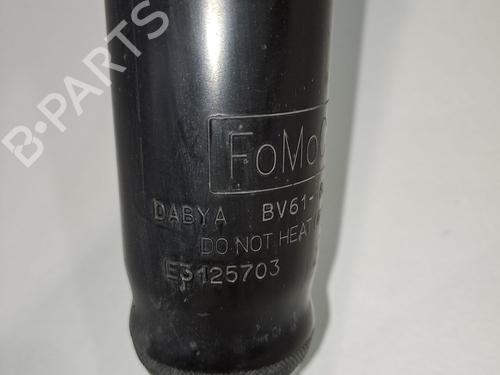 B-PARTS
FoMoC
DABYA BV61-
DO NOT HEAT
E3125703